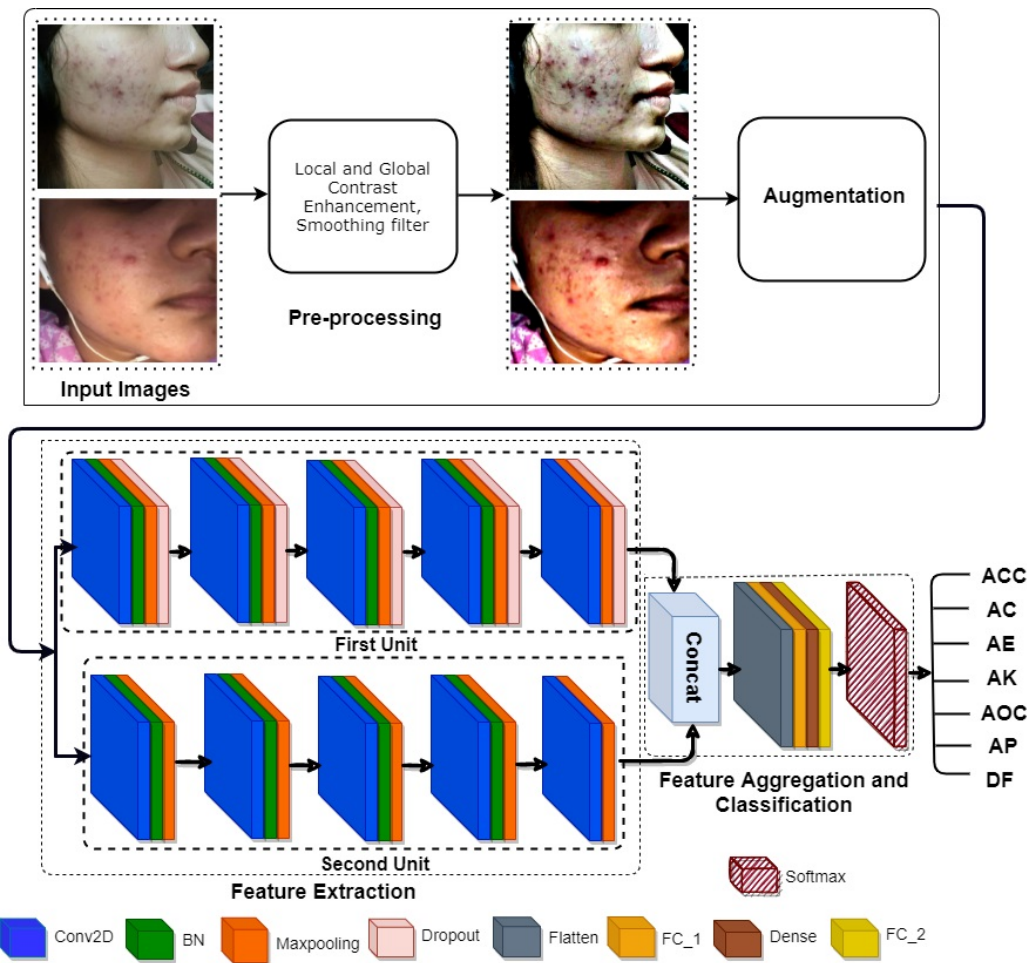 Local and Global
Contrast
Enhancement,
Smoothing filter
Augmentation
Pre-processing
Input Images
First Unit
Concat
ACC
AC
AE
AK
AOC
AP
DF
Feature Aggregation and
Classification
Second Unit
Feature Extraction
Softmax
Conv2D
BN
Maxpooling
Dropout
Flatten
FC_1
Dense
FC_2